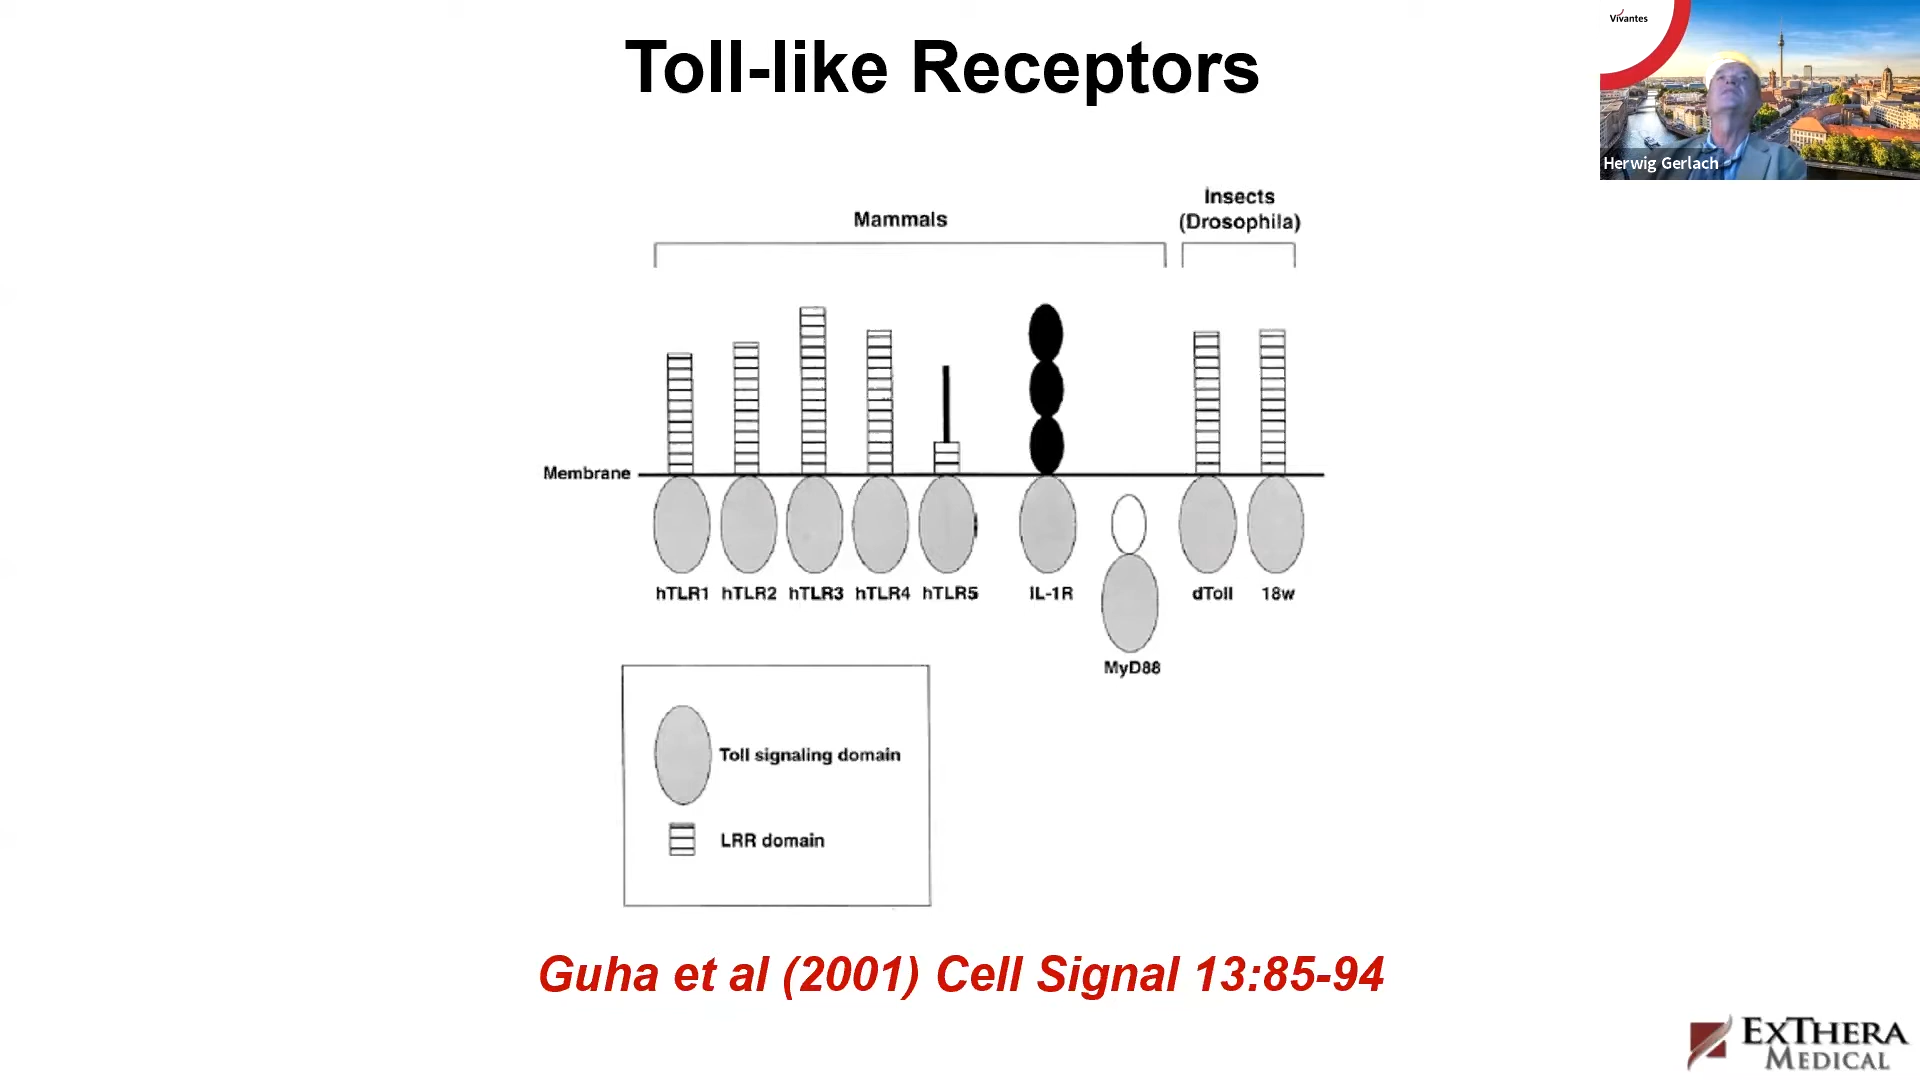 Toll-like Receptors
Vivantes
Herwig Gerlach
Mammals
Insects
(Drosophila)
Membrane
hTLR1 hTLR2 hTLR3 hTLR4 hTLR5 IL-1R dToll 18w
MyD88
Toll signaling domain
LRR domain
Guha et al (2001) Cell Signal 13:85-94
EXTHERA
MEDICAL